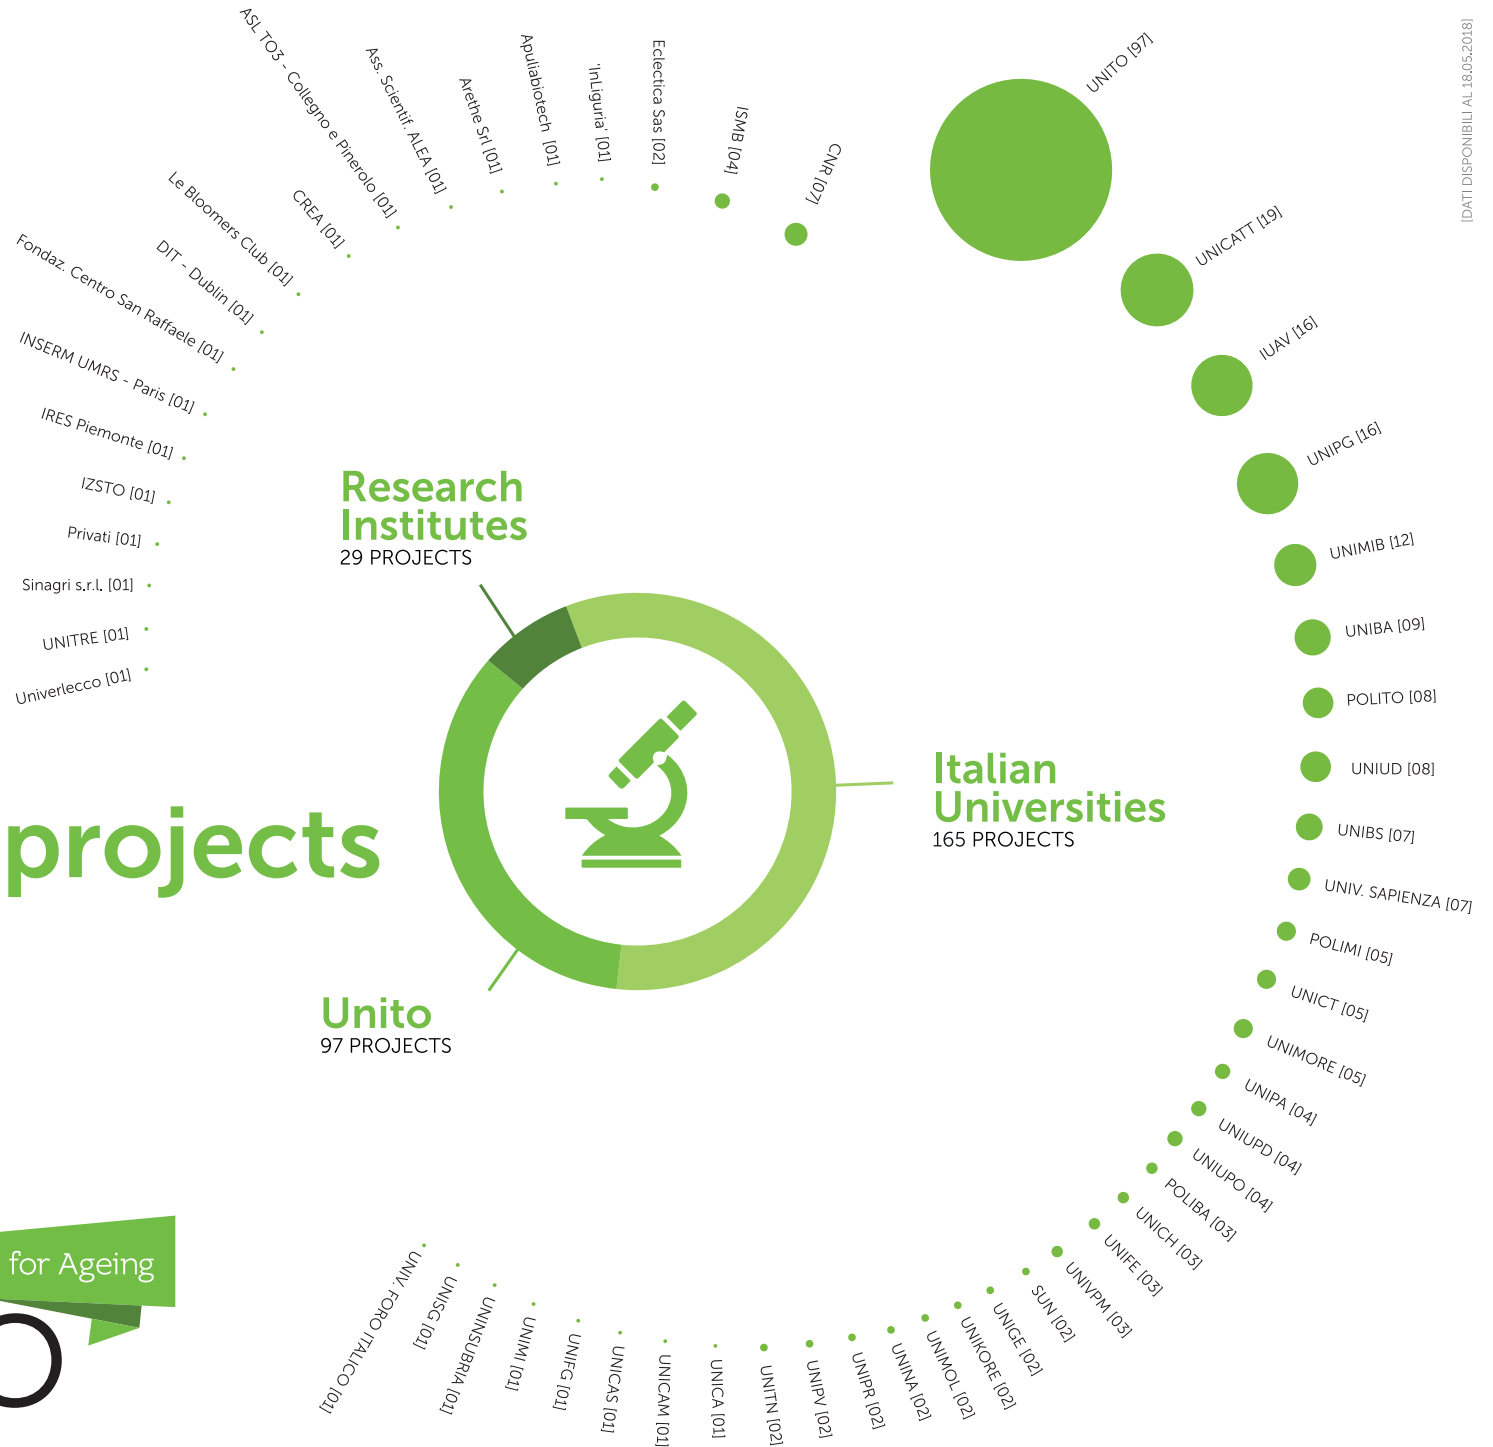 [DATI DISPONIBILI AL 18.05.2018]
ASL TO3 - Collegno e Pinerolo [01]
Ass. Scientif. ALEA [01]
Arethe Srl [01]
Apuliabiotech [01]
'InLiguria' [01]
Eclectica Sas [02]
ISMB [04]
CNR [07]
CREA [01]
Le Bloomers Club [01]
DIT - Dublin [01]
Fondaz. Centro San Raffaele [01]
INSERM UMRS - Paris [01]
IRES Piemonte [01]
IZSTO [01]
Privati [01]
Sinagri s.r.l. [01]
UNITRE [01]
Univerlecco [01]
UNITO [97]
UNICATT [19]
IUAV [16]
UNIPG [16]
UNIMIB [12]
UNIBA [09]
POLITO [08]
UNIUD [08]
UNIBS [07]
UNIV. SAPIENZA [07]
POLIMI [05]
UNICT [05]
UNIMORE [05]
UNIPA [04]
UNIUPD [04]
UNIUPO [04]
POLIBA [03]
UNICH [03]
UNIFE [03]
UNIVPM [03]
SUN [02]
UNIGE [02]
UNIKORE [02]
UNIMOL [02]
UNINA [02]
UNIPR [02]
UNIPV [02]
UNITN [02]
UNICA [01]
UNICAM [01]
UNICAS [01]
UNIFG [01]
UNIMI [01]
UNINSUBRIA [01]
UNISG [01]
UNIV. FORO ITALICO [01]
Research
Institutes
29 PROJECTS
Italian
Universities
165 PROJECTS
projects
Unito
97 PROJECTS
for Ageing